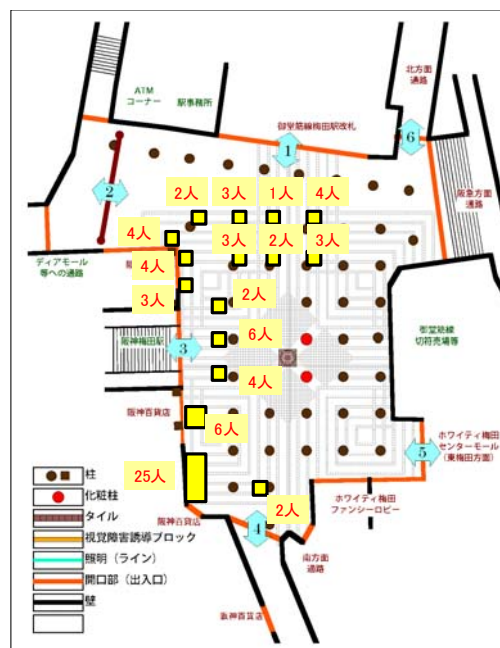 北方面
通路
ATM
コーナー
駅事務所
御堂筋線梅田駅改札
1
6
阪急方面
通路
2
2人
3人
1人
4人
4人
3人
2人
3人
ディアモール
等への通路
4人
3人
2人
阪神梅田駅
3
6人
御堂筋線
切符売場等
4人
阪神百貨店
6人
ホワイティ梅田
センターモール
(東梅田方面)
5
25人
2人
ホワイティ梅田
ファンシーロビー
阪神百貨店
4
南方面
通路
阪神百貨店
柱
化粧柱
タイル
視覚障害誘導ブロック
照明(ライン)
開口部(出入口)
壁